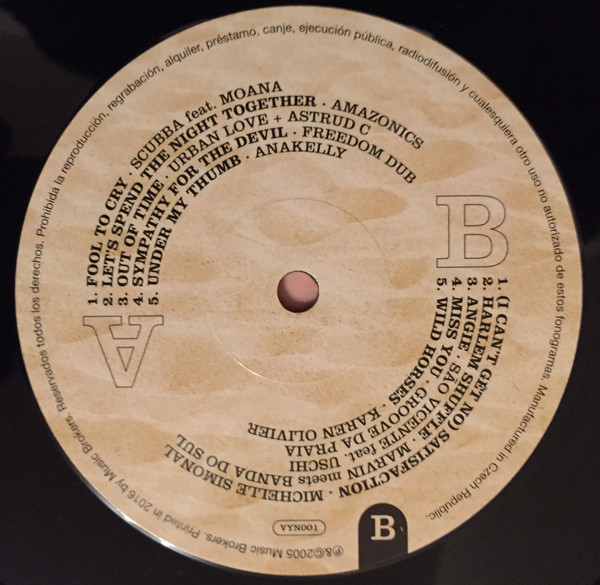 A
1. FOOL TO CRY · SCUBBA feat. MOANA
2. LET'S SPEND THE NIGHT TOGETHER · AMAZONICS
3. OUT OF TIME · URBAN LOVE + ASTRUD C
4. SYMPATHY FOR THE DEVIL · FREEDOM DUB
5. UNDER MY THUMB · ANAKELLY
B
1. (I CAN'T GET NO) SATISFACTION · MICHELLE SIMONAL
2. HARLEM SHUFFLE · MARVIN meets BANDA DO SUL
3. ANGIE · SAO VICENTE feat. USCHI
4. MISS YOU · GROOVE DA PRAIA
5. WILD HORSES · KAREN OLIVIER
VYN001
B
℗&©2005 Music Brokers. Printed in 2016 by Music Brokers. Reservados todos los derechos. Prohibida la reproducción, regrabación, alquiler, préstamo, canje, ejecución pública, radiodifusión y cualesquiera otro uso no autorizado de estos fonogramas. Manufactured in Czech Republic.